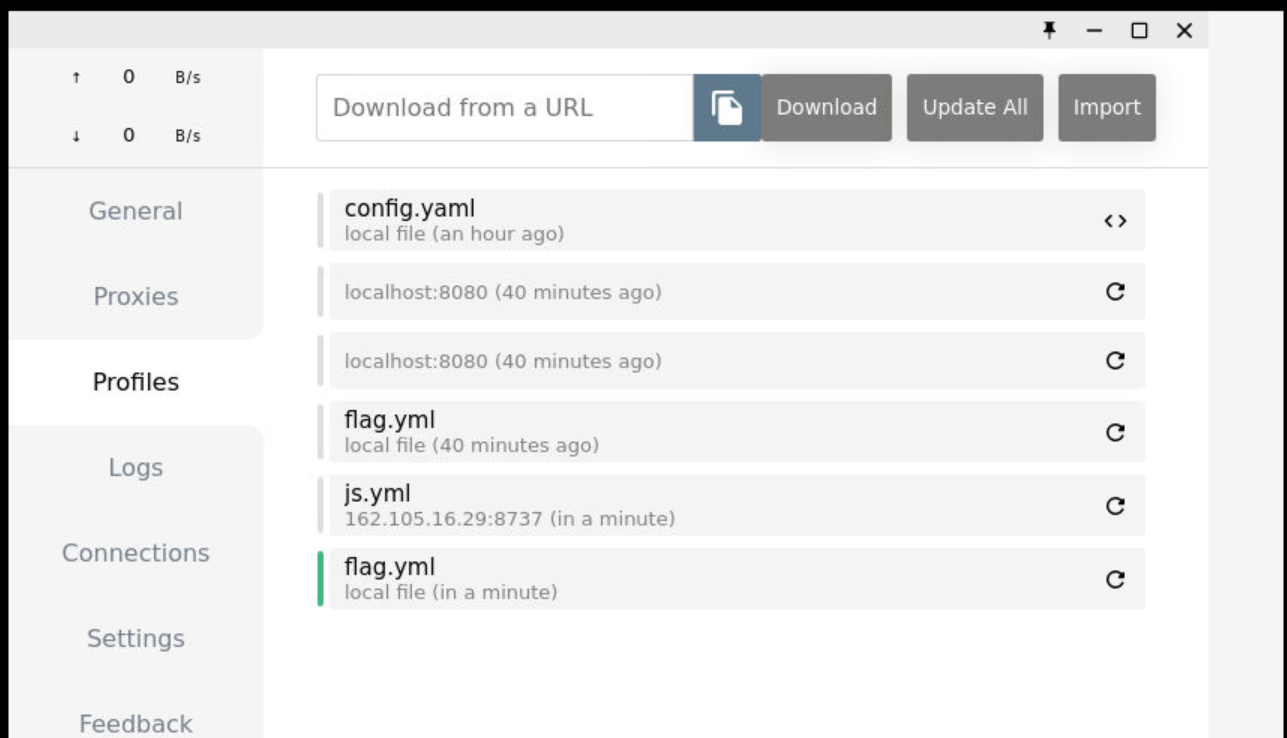 ↑ 0 B/s
↓ 0 B/s
Download from a URL
Download
Update All
Import
General
Proxies
Profiles
Logs
Connections
Settings
Feedback
config.yaml
local file (an hour ago)
localhost:8080 (40 minutes ago)
localhost:8080 (40 minutes ago)
flag.yml
local file (40 minutes ago)
js.yml
162.105.16.29:8737 (in a minute)
flag.yml
local file (in a minute)